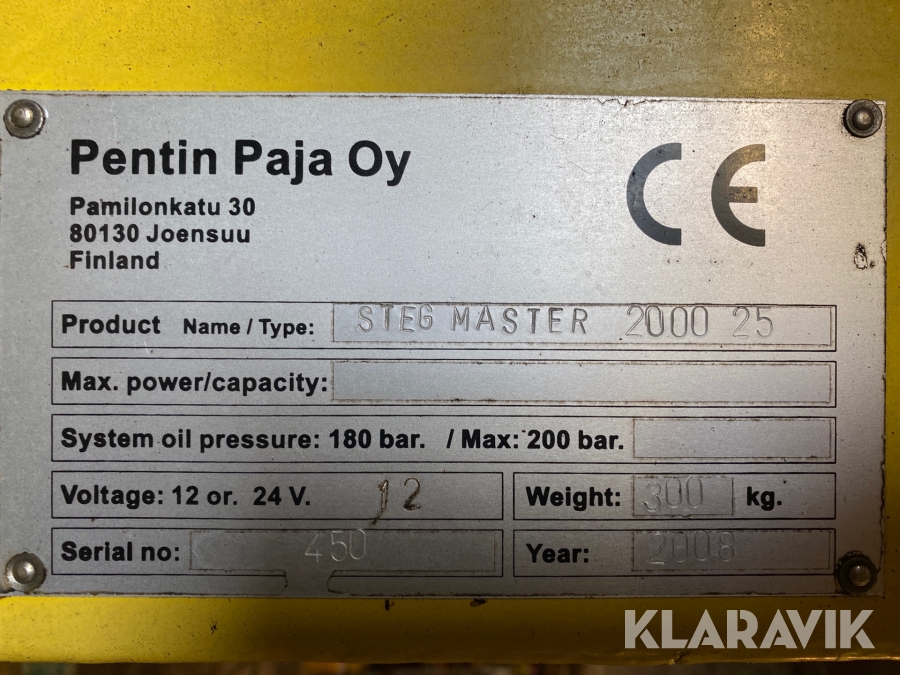 Pentin Paja Oy
CE
Pamilonkatu 30
80130 Joensuu
Finland
Product Name / Type: STEG MASTER 2000 25
Max. power/capacity:
System oil pressure: 180 bar. / Max: 200 bar.
Voltage: 12 or. 24 V. 12
Weight: 300 kg.
Serial no: 450
Year: 2008
KLARAVIK